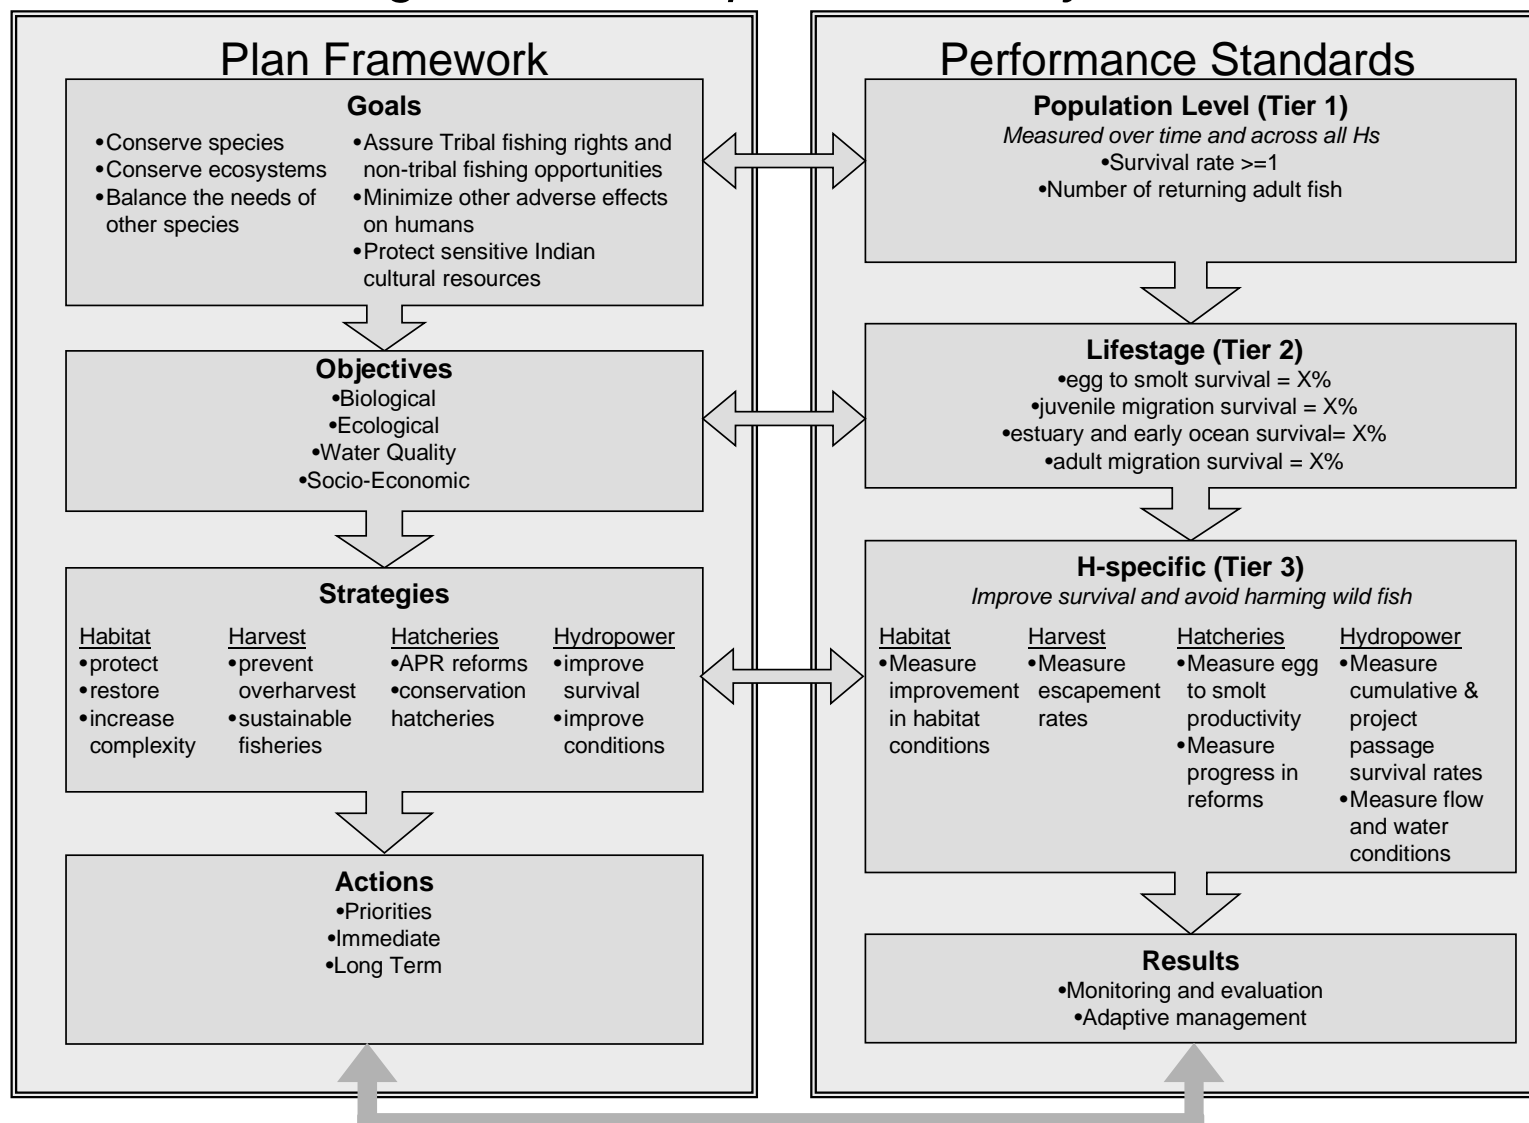 Plan Framework
Goals
•Conserve species
•Conserve ecosystems
•Balance the needs of
other species
•Assure Tribal fishing rights and
non-tribal fishing opportunities
•Minimize other adverse effects
on humans
•Protect sensitive Indian
cultural resources
Objectives
•Biological
•Ecological
•Water Quality
•Socio-Economic
Strategies
Habitat
•protect
•restore
•increase
complexity
Harvest
•prevent
overharvest
•sustainable
fisheries
Hatcheries
•APR reforms
•conservation
hatcheries
Hydropower
•improve
survival
•improve
conditions
Actions
•Priorities
•Immediate
•Long Term
Performance Standards
Population Level (Tier 1)
Measured over time and across all Hs
•Survival rate >=1
•Number of returning adult fish
Lifestage (Tier 2)
•egg to smolt survival = X%
•juvenile migration survival = X%
•estuary and early ocean survival= X%
•adult migration survival = X%
H-specific (Tier 3)
Improve survival and avoid harming wild fish
Habitat
•Measure
improvement
in habitat
conditions
Harvest
•Measure
escapement
rates
Hatcheries
•Measure egg
to smolt
productivity
•Measure
progress in
reforms
Hydropower
•Measure
cumulative &
project
passage
survival rates
•Measure flow
and water
conditions
Results
•Monitoring and evaluation
•Adaptive management